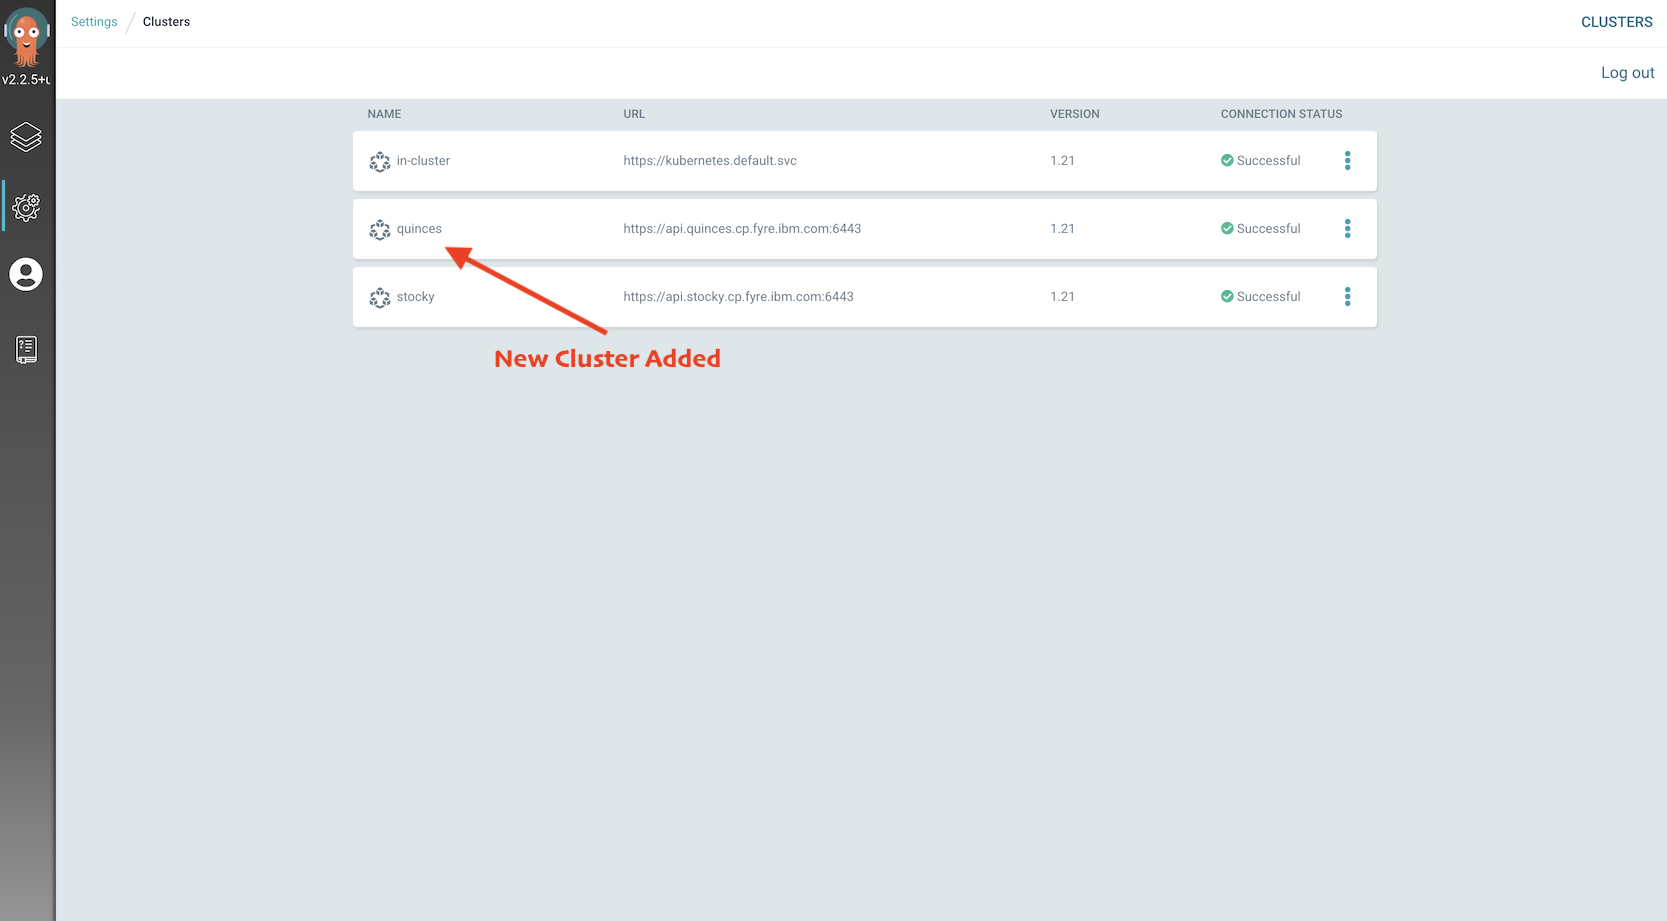 Settings / Clusters CLUSTERS
v2.2.5+u
Log out
NAME URL VERSION CONNECTION STATUS
in-cluster https://kubernetes.default.svc 1.21 Successful
quinces https://api.quinces.cp.fyre.ibm.com:6443 1.21 Successful
stocky https://api.stocky.cp.fyre.ibm.com:6443 1.21 Successful
New Cluster Added